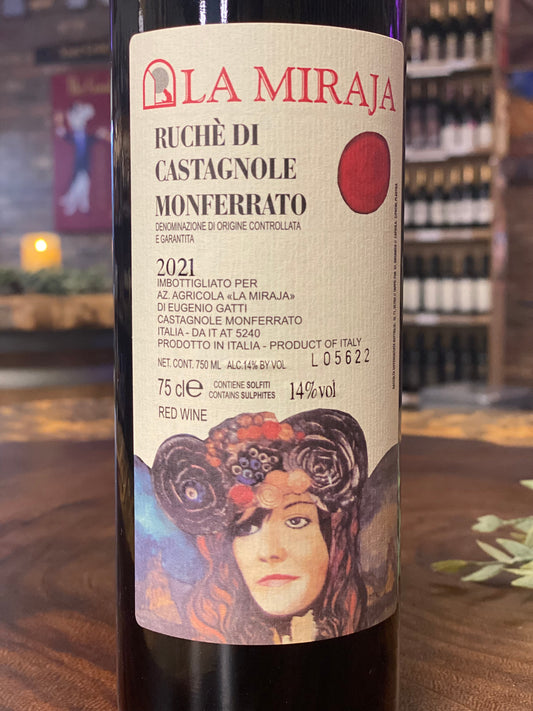 LA MIRAJA
RUCHÈ DI
CASTAGNOLE
MONFERRATO
DENOMINAZIONE DI ORIGINE CONTROLLATA
E GARANTITA
2021
IMBOTTIGLIATO PER
AZ. AGRICOLA «LA MIRAJA»
DI EUGENIO GATTI
CASTAGNOLE MONFERRATO
ITALIA - DA IT AT 5240
PRODOTTO IN ITALIA - PRODUCT OF ITALY
NET. CONT. 750 ML ALC.14% BY VOL LO5622
75 cl e CONTIENE SOLFITI 14%vol
CONTAINS SULPHITES
RED WINE